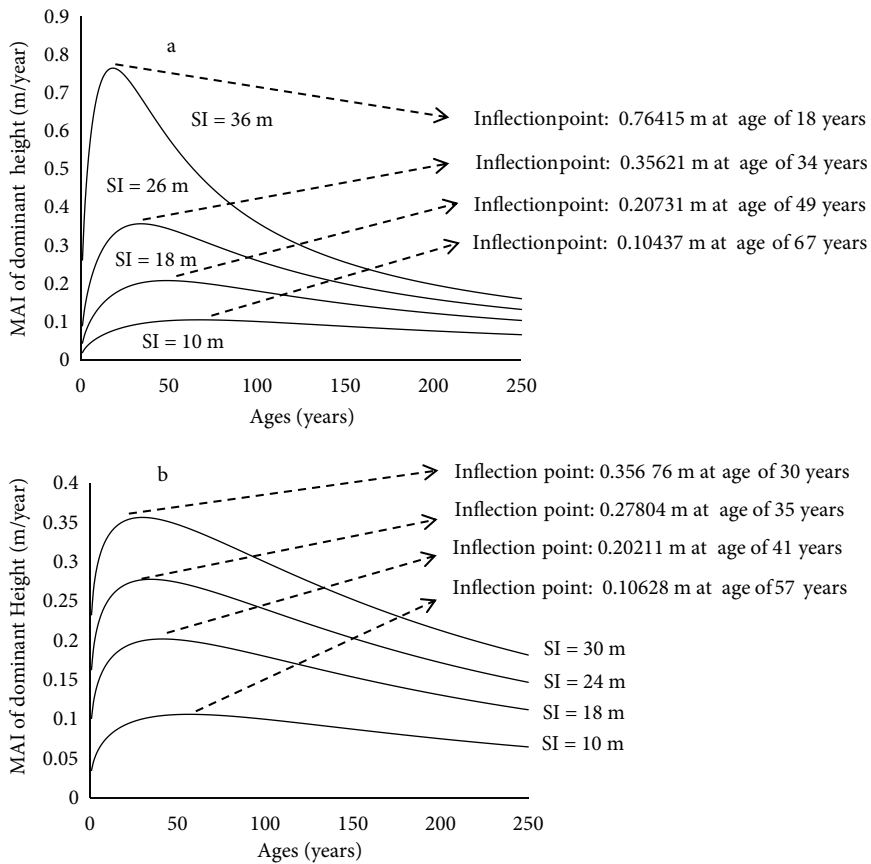 a
MAI of dominant height (m/year)
0.9
0.8
0.7
0.6
0.5
0.4
0.3
0.2
0.1
0
SI = 36 m
SI = 26 m
SI = 18 m
SI = 10 m
Inflectionpoint: 0.76415 m at age of 18 years
Inflectionpoint: 0.35621 m at age of 34 years
Inflectionpoint: 0.20731 m at age of 49 years
Inflectionpoint: 0.10437 m at age of 67 years
0 50 100 150 200 250
Ages (years)
b
MAI of dominant Height (m/year)
0.4
0.35
0.3
0.25
0.2
0.15
0.1
0.05
0
Inflection point: 0.356 76 m at age of 30 years
Inflection point: 0.27804 m at age of 35 years
Inflection point: 0.20211 m at age of 41 years
Inflection point: 0.10628 m at age of57 years
SI = 30 m
SI = 24 m
SI = 18 m
SI = 10 m
0 50 100 150 200 250
Ages (years)